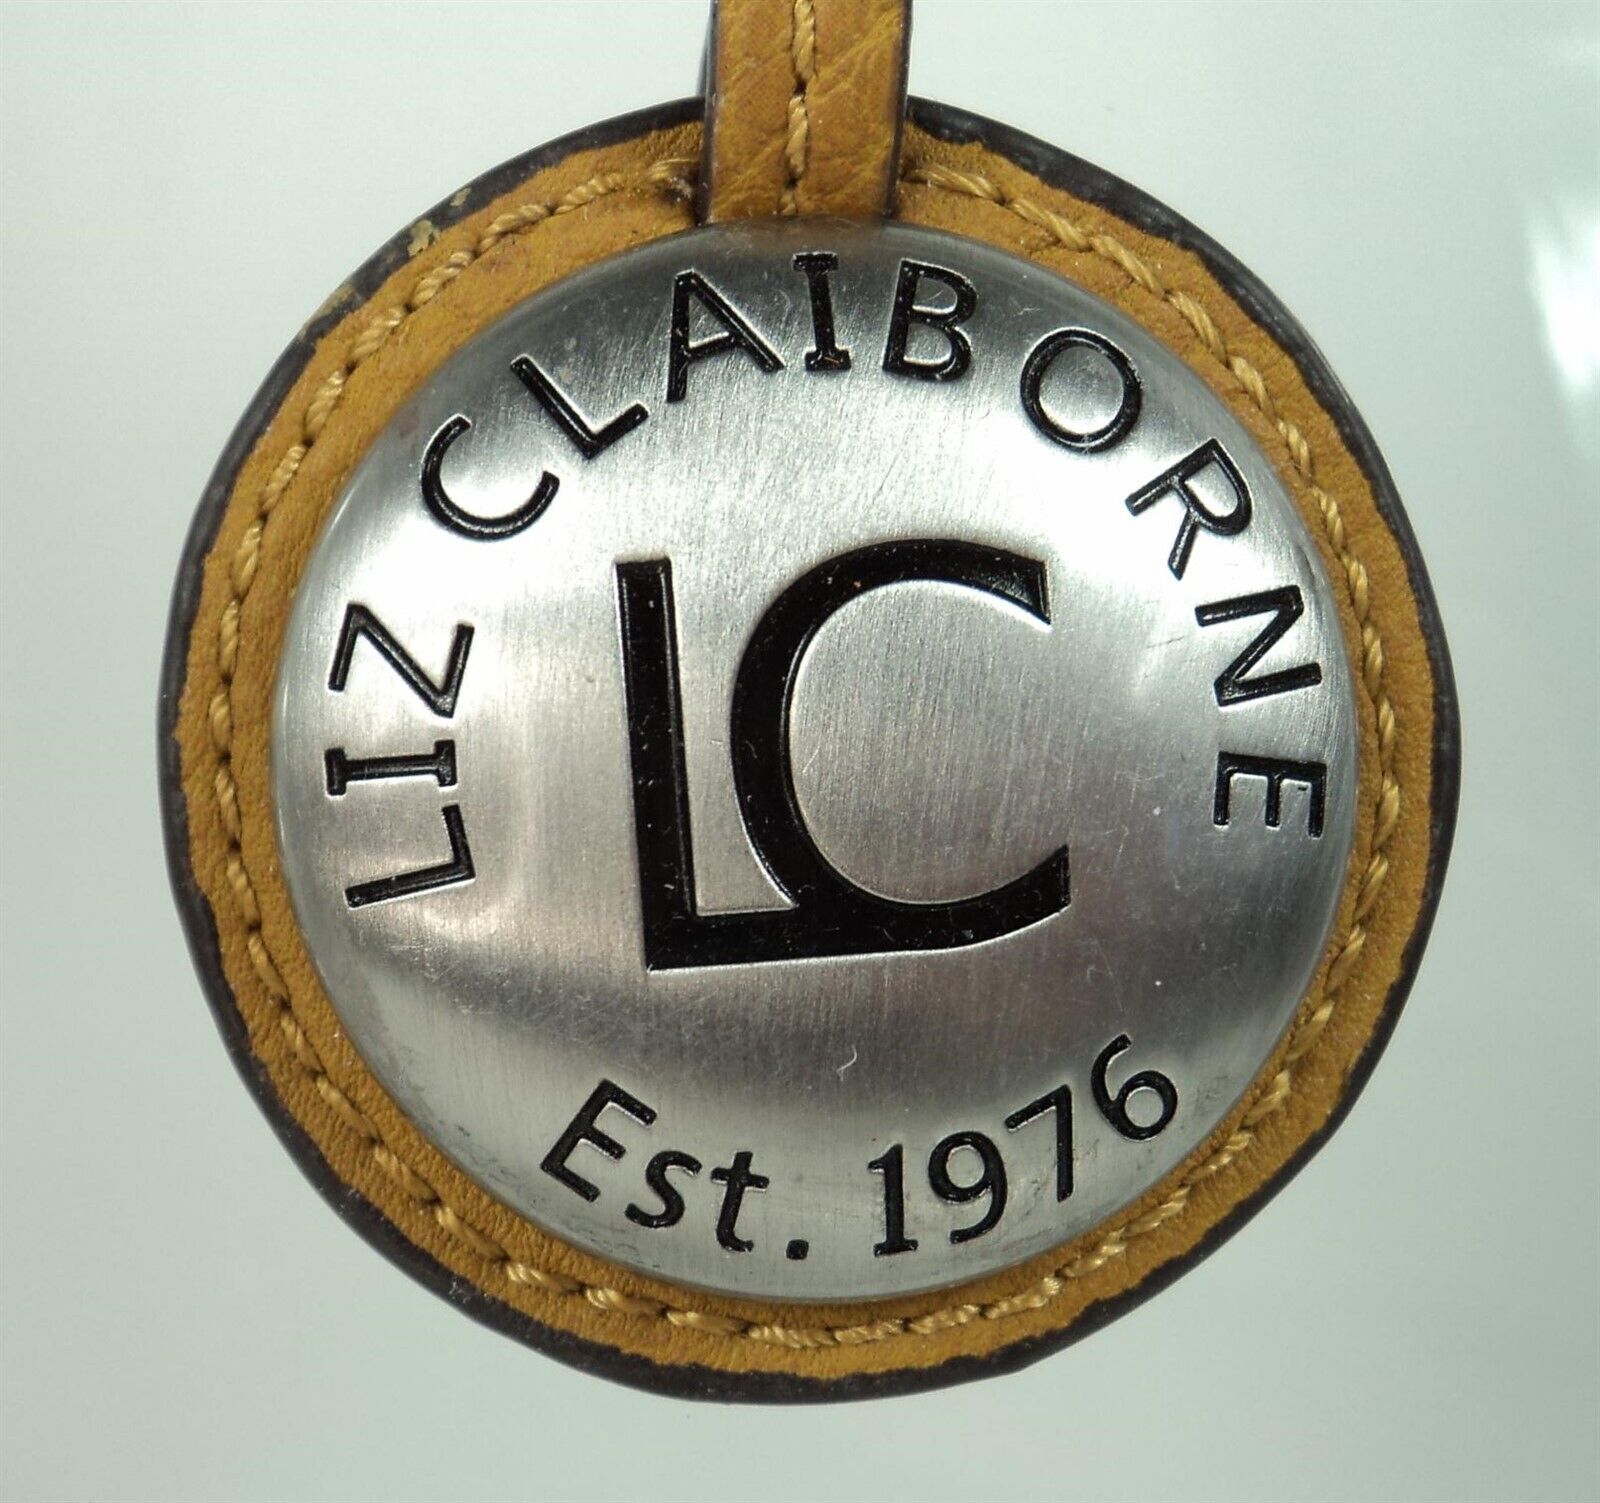 LIZ CLAIBORNE
LC
Est. 1976